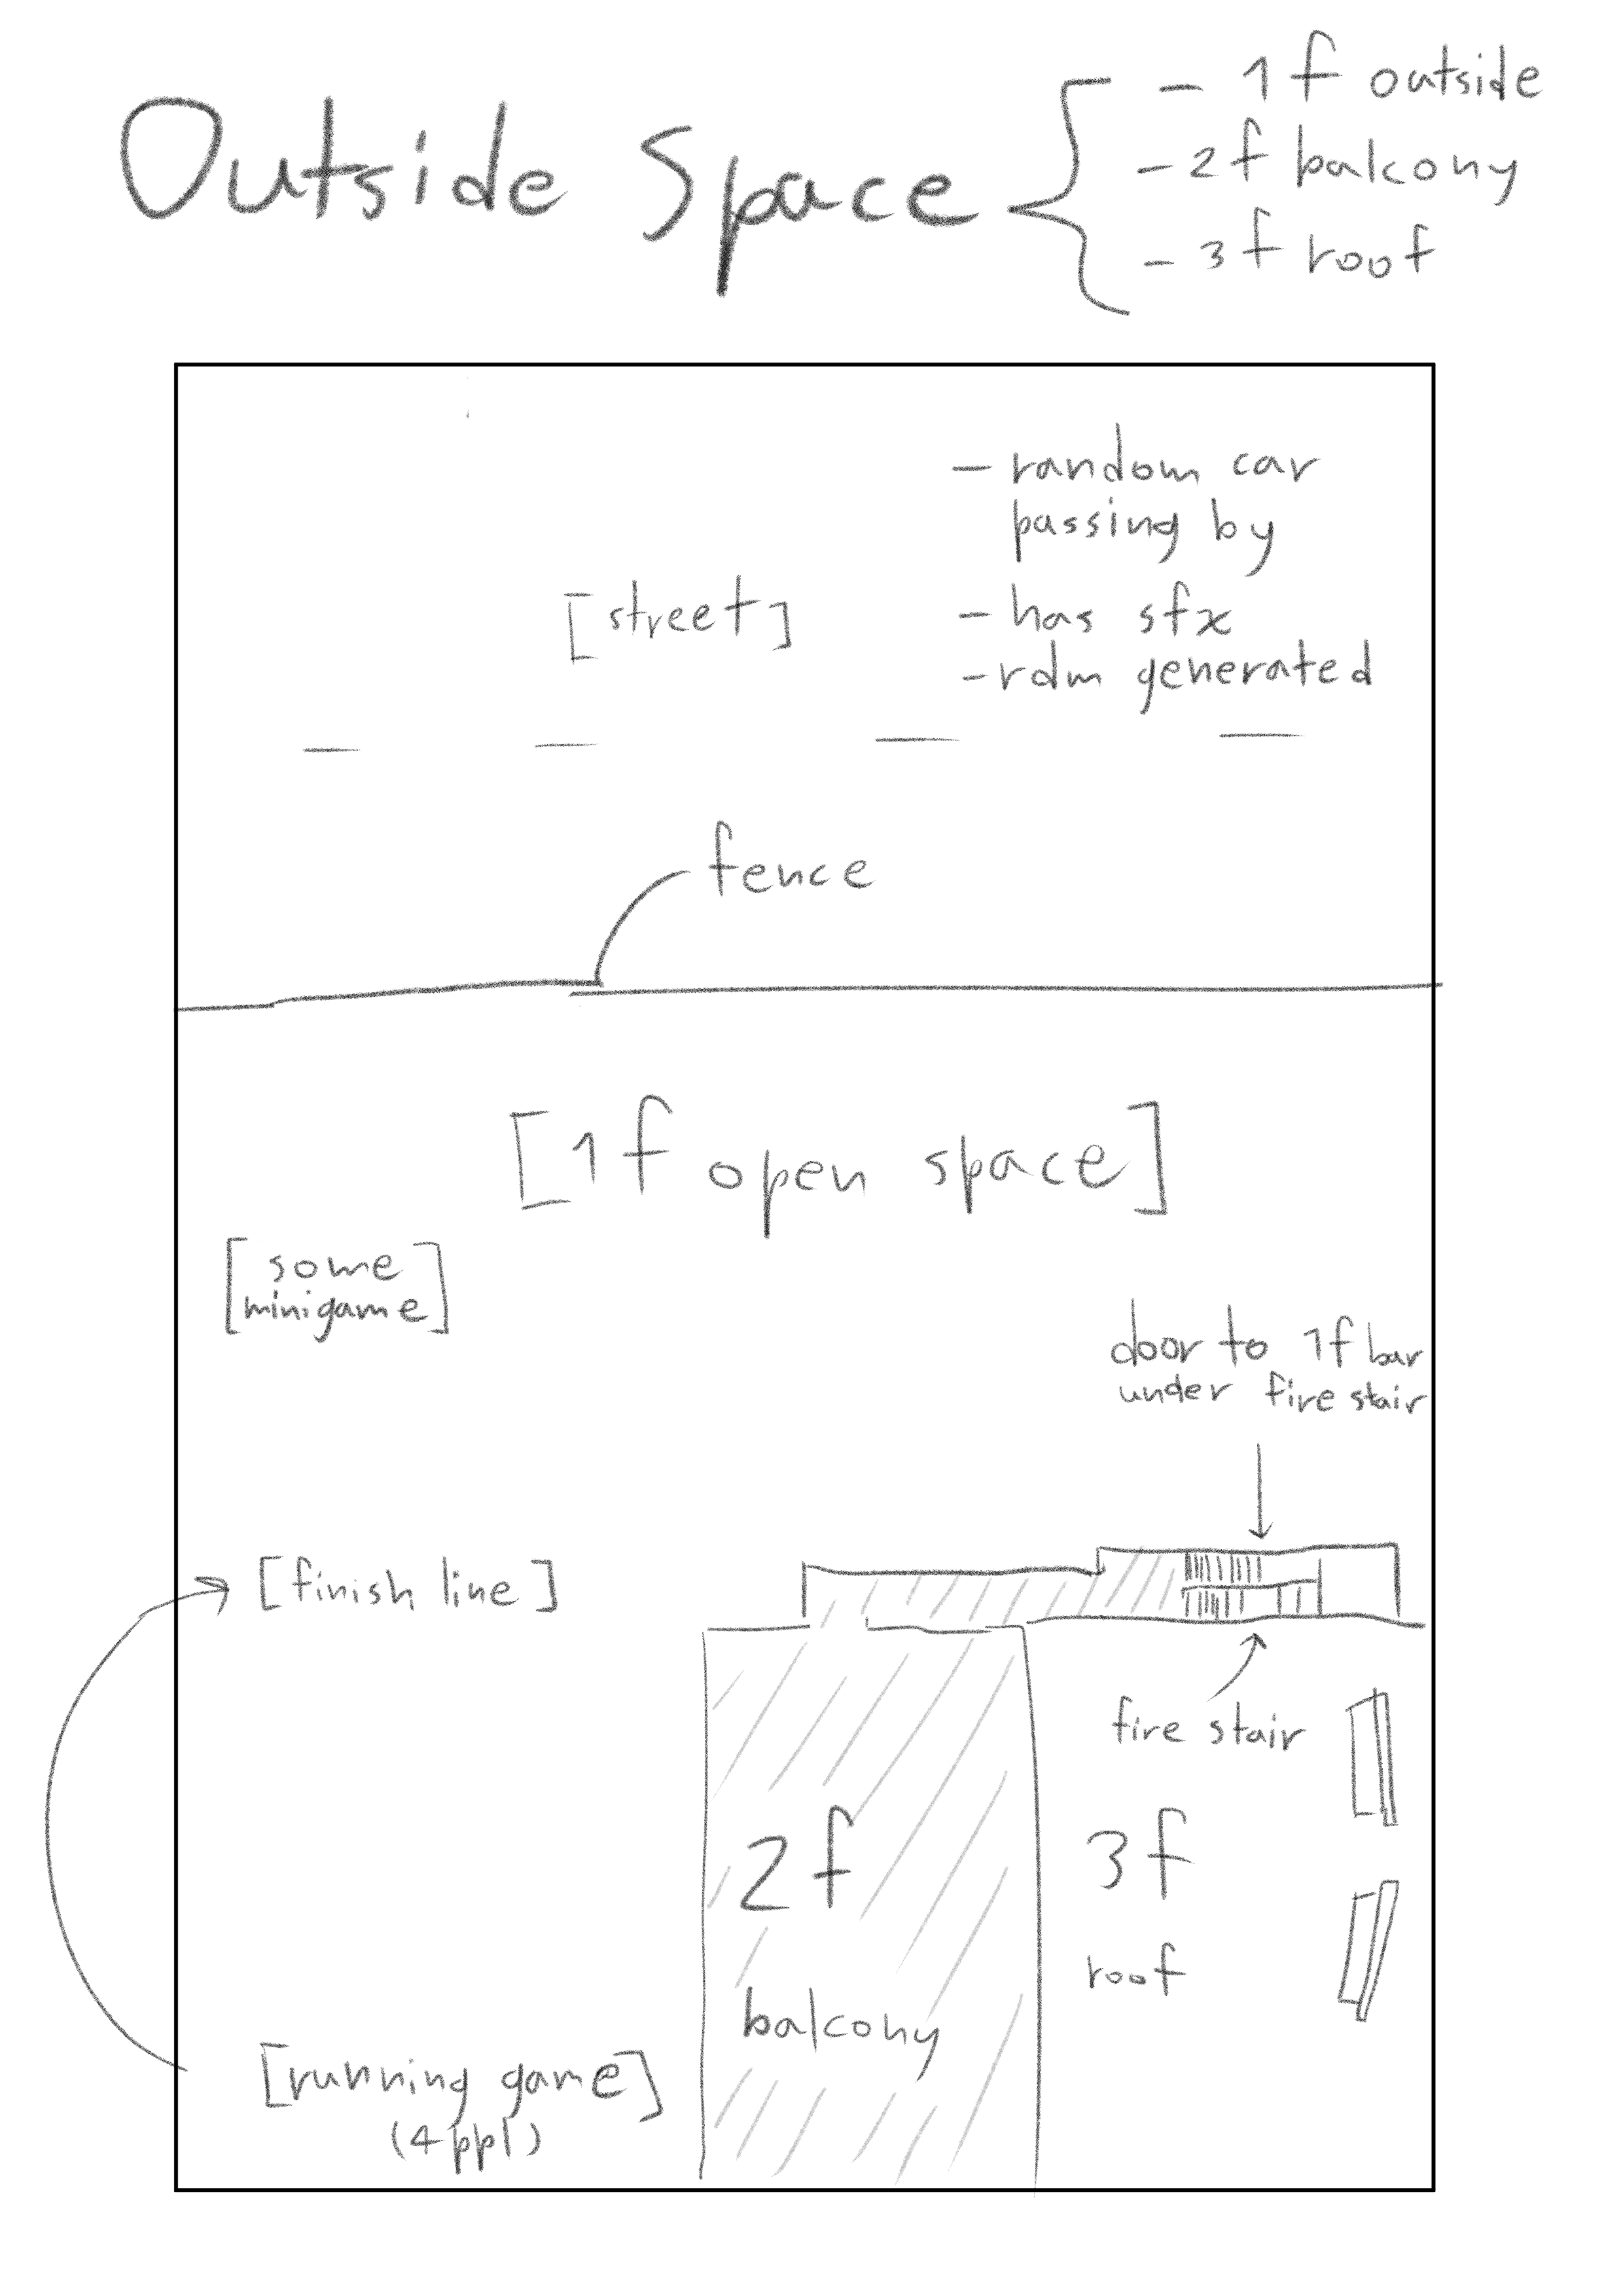 Outside Space
- 1f outside
- 2f balcony
- 3f roof
- random car
passing by
[street]
- has sfx
- rdm generated
fence
[1f open space]
[some
minigame]
door to 1f bar
under fire stair
[finish line]
fire stair
2f
balcony
3f
roof
[running game]
(4 ppl)